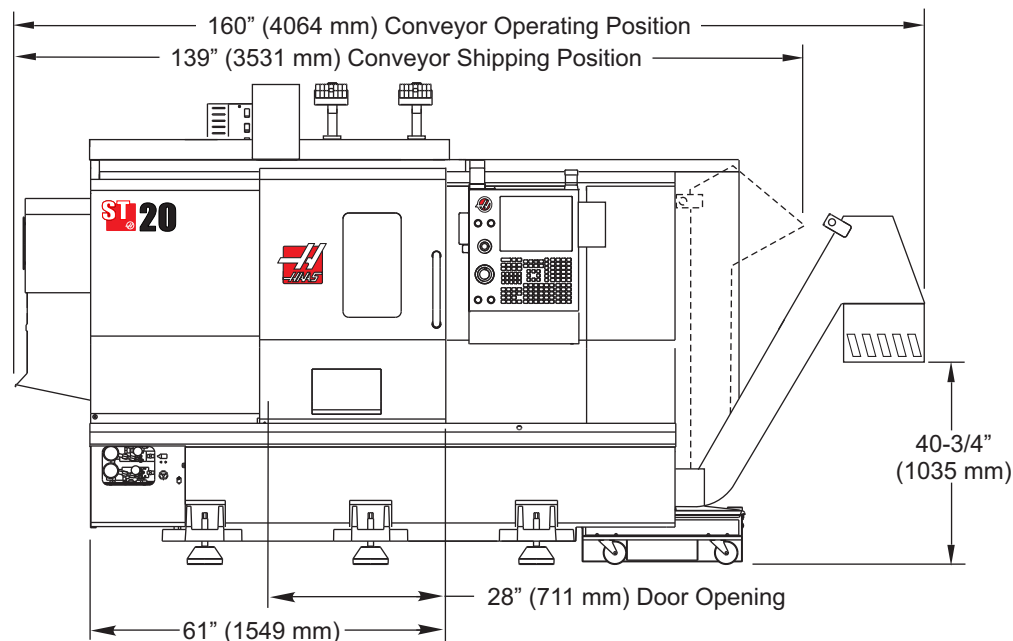 160” (4064 mm) Conveyor Operating Position
139” (3531 mm) Conveyor Shipping Position
ST 20
HAAS
40-3/4”
(1035 mm)
28” (711 mm) Door Opening
61” (1549 mm)